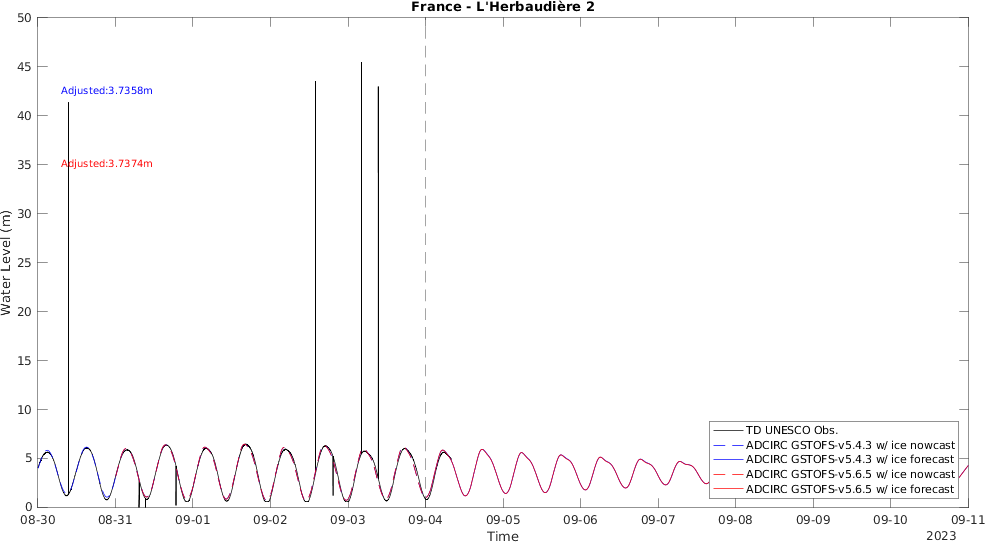 France - L'Herbaudière 2
50
45
40
35
30
25
20
15
10
5
0
Water Level (m)
Adjusted:3.7358m
Adjusted:3.7374m
TD UNESCO Obs.
ADCIRC GSTOFS-v5.4.3 w/ ice nowcast
ADCIRC GSTOFS-v5.4.3 w/ ice forecast
ADCIRC GSTOFS-v5.6.5 w/ ice nowcast
ADCIRC GSTOFS-v5.6.5 w/ ice forecast
08-30 08-31 09-01 09-02 09-03 09-04 09-05 09-06 09-07 09-08 09-09 09-10 09-11
Time
2023